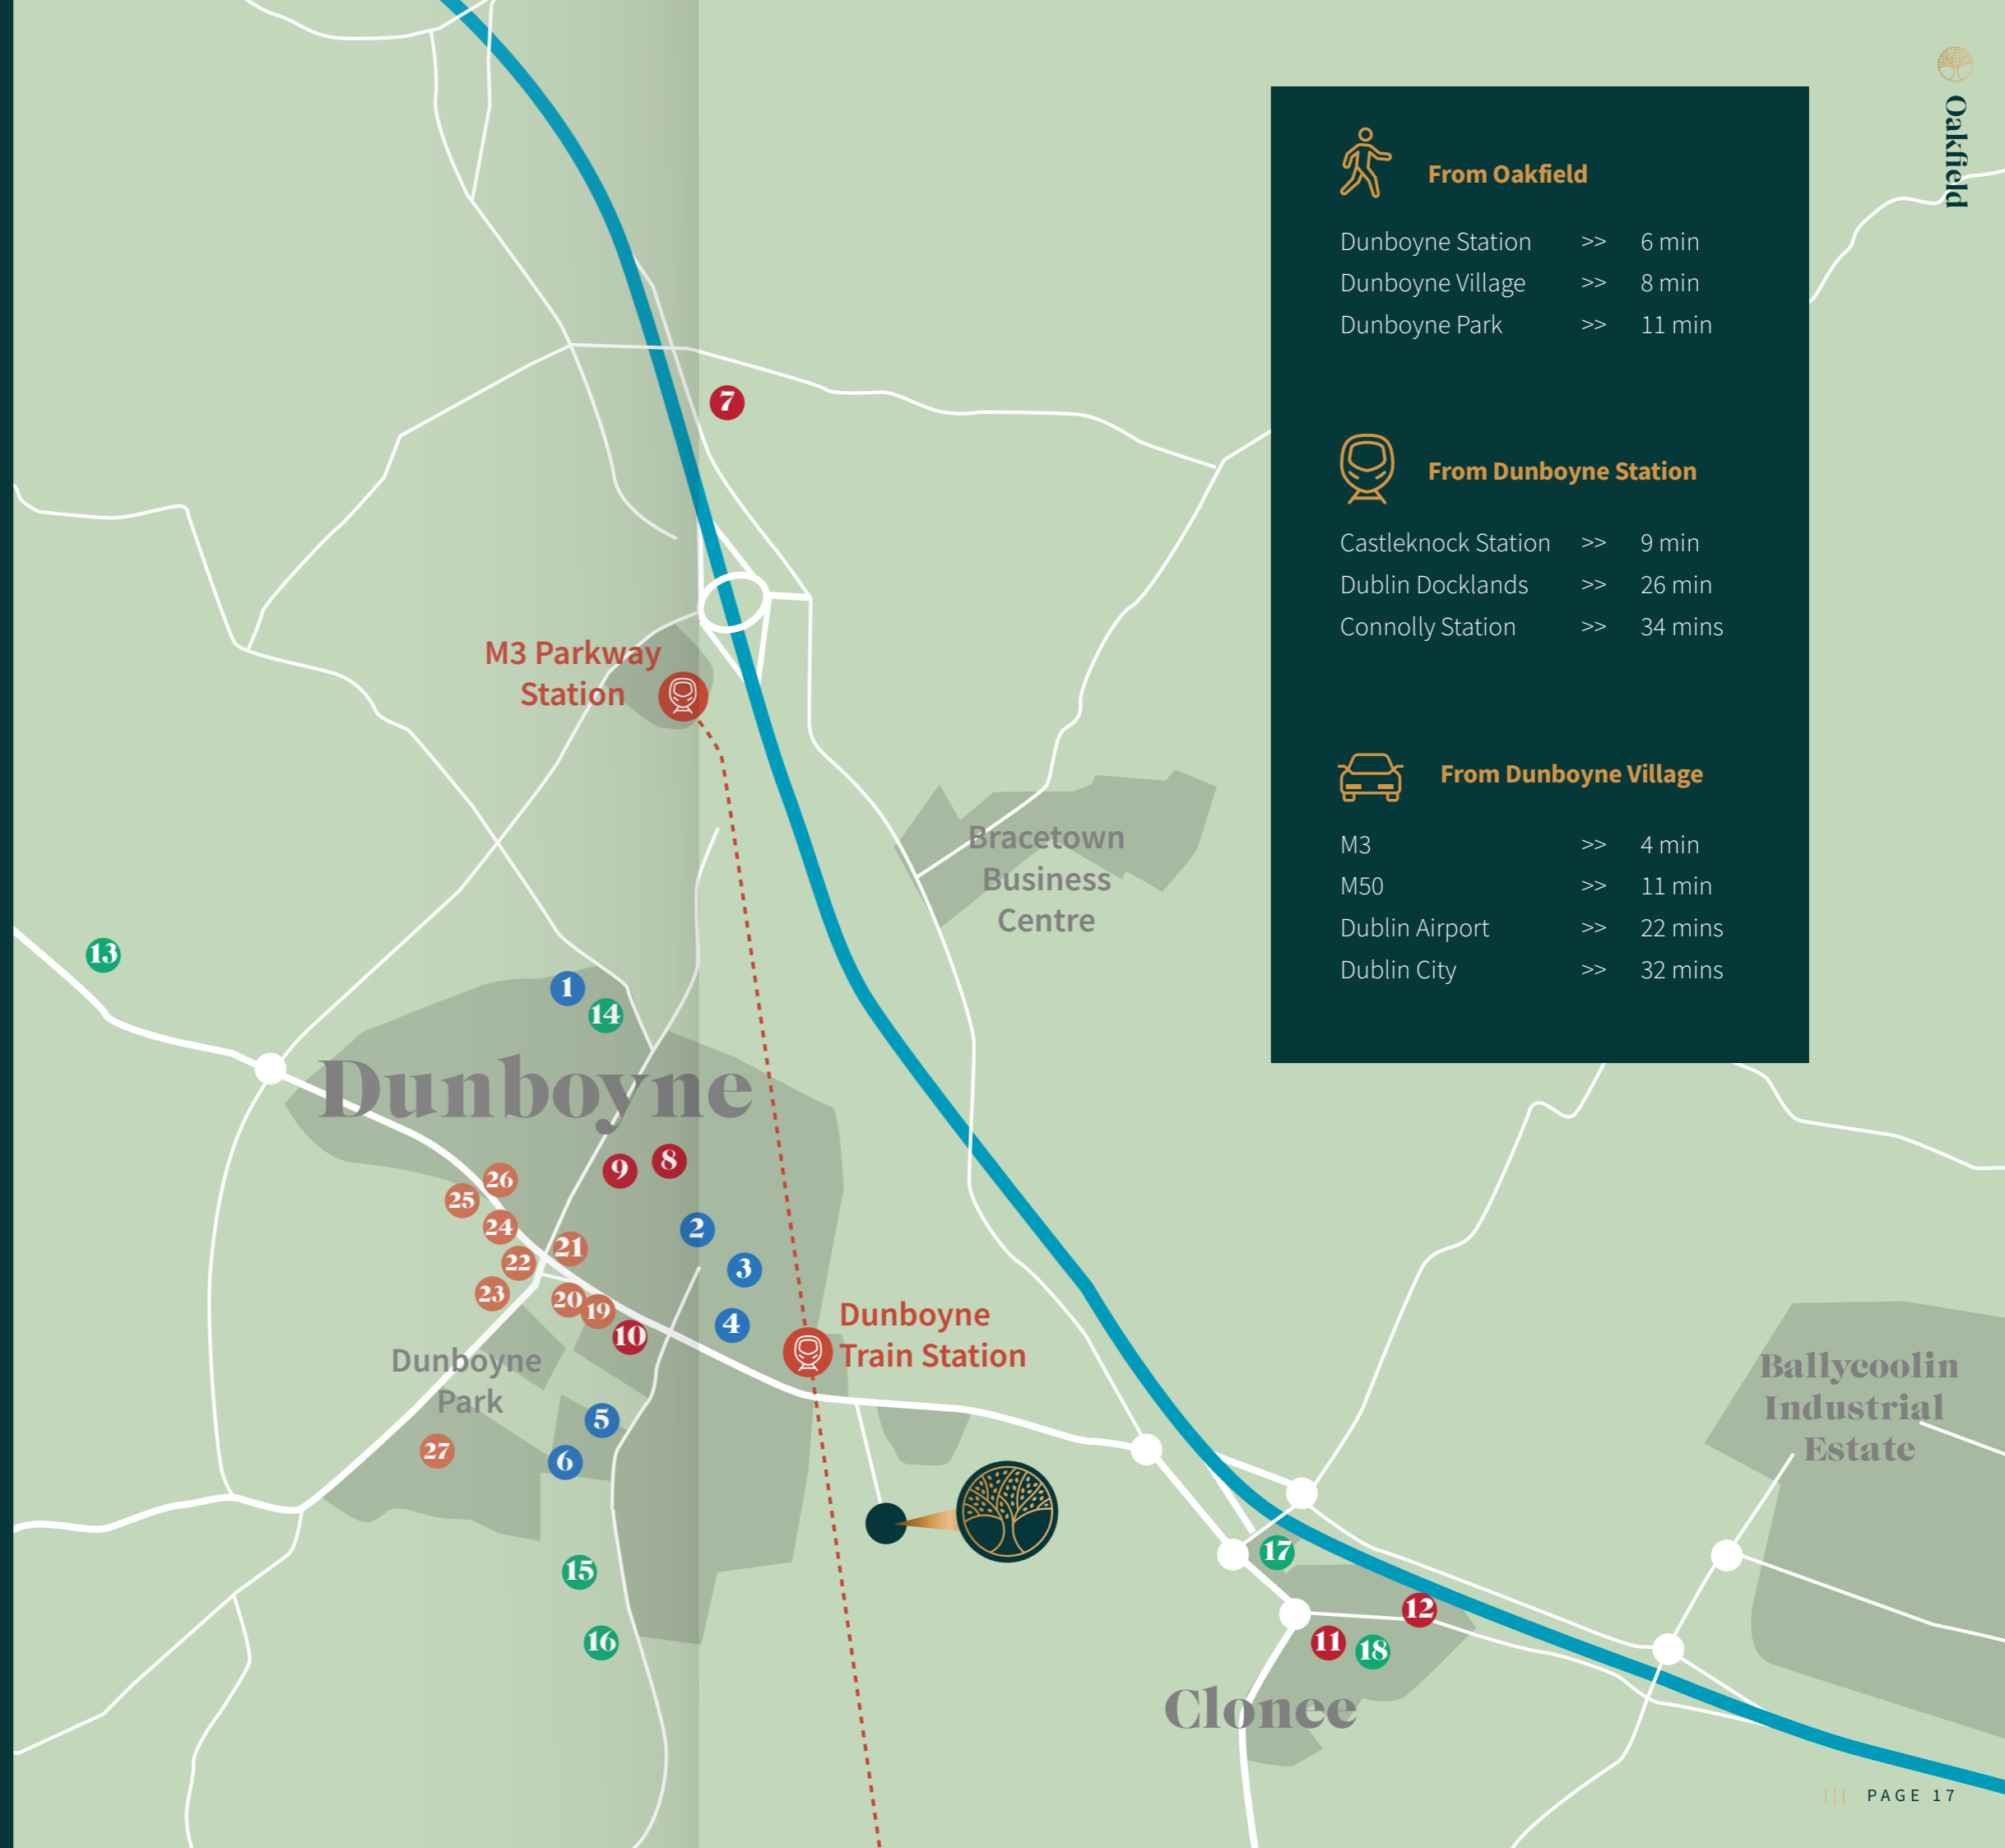 Oakfield
From Oakfield
Dunboyne Station >> 6 min
Dunboyne Village >> 8 min
Dunboyne Park >> 11 min
From Dunboyne Station
Castleknock Station >> 9 min
Dublin Docklands >> 26 min
Connolly Station >> 34 mins
From Dunboyne Village
M3 >> 4 min
M50 >> 11 min
Dublin Airport >> 22 mins
Dublin City >> 32 mins
7
M3 Parkway
Station
Bracetown
Business
Centre
13
1
14
Dunboyne
9
8
26
25
24
2
21
22
3
23
20
19
4
10
Dunboyne
Train Station
Dunboyne
Park
5
27
6
Ballycoolin
Industrial
Estate
17
15
12
16
11
18
Clonee
||| PAGE 17